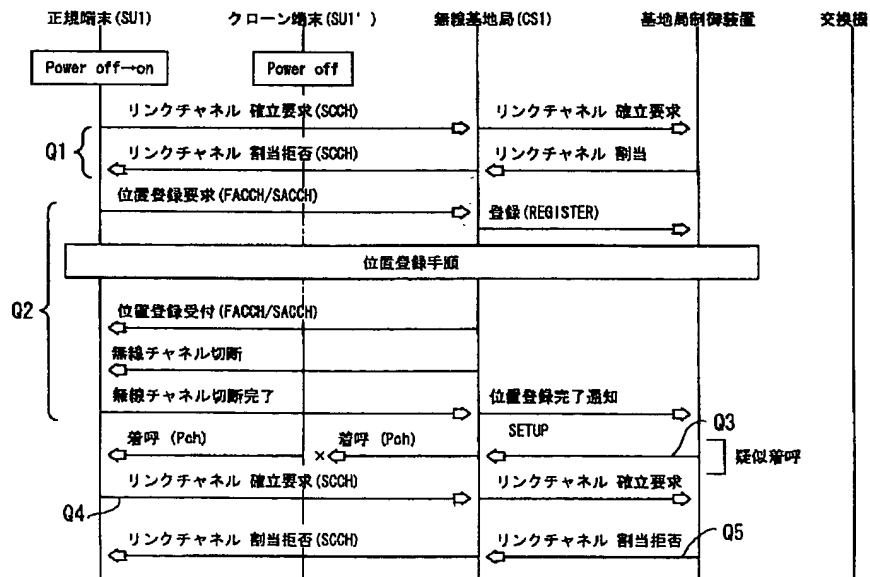 正規端末(SU1) クローン端末(SU1') 無線基地局(CS1) 基地局制御装置 交換機
Power off→on Power off
リンクチャネル 確立要求(SCCH) リンクチャネル 確立要求
Q1
リンクチャネル 割当拒否(SCCH) リンクチャネル 割当
位置登録要求(FACCH/SACCH)
登録(REGISTER)
位置登録手順
Q2
位置登録受付(FACCH/SACCH)
無線チャネル切断
無線チャネル切断完了 位置登録完了通知
Q3
SETUP
着呼 (Pch) × 着呼 (Pch)
疑似着呼
リンクチャネル 確立要求(SCCH) リンクチャネル 確立要求
Q4
Q5
リンクチャネル 割当拒否(SCCH) リンクチャネル 割当拒否